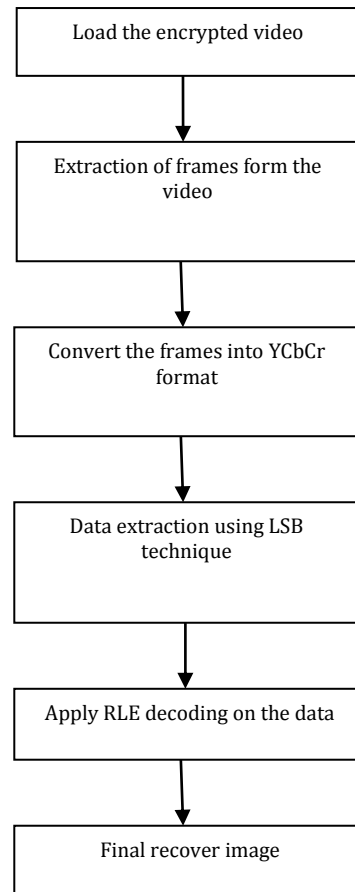 Load the encrypted video
Extraction of frames form the
video
Convert the frames into YCbCr
format
Data extraction using LSB
technique
Apply RLE decoding on the data
Final recover image